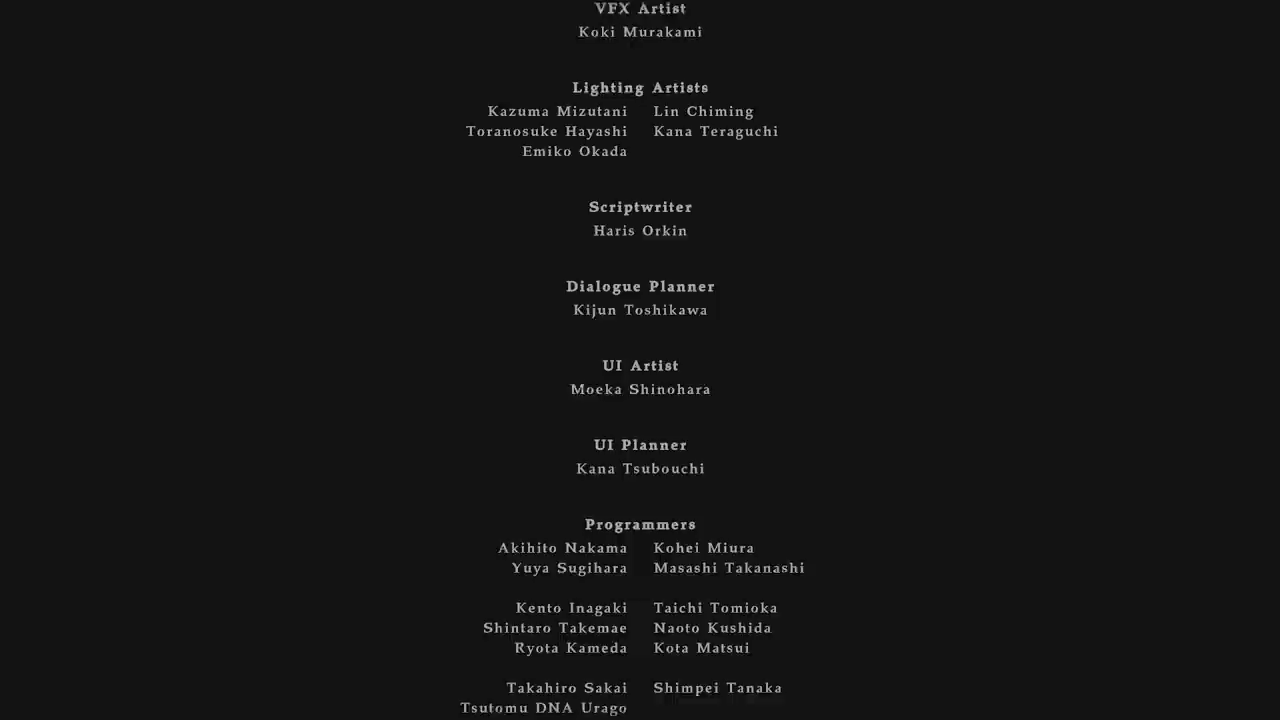 VFX Artist
Koki Murakami
Lighting Artists
Kazuma Mizutani Lin Chiming
Toranosuke Hayashi Kana Teraguchi
Emiko Okada
Scriptwriter
Haris Orkin
Dialogue Planner
Kijun Toshikawa
UI Artist
Moeka Shinohara
UI Planner
Kana Tsubouchi
Programmers
Akihito Nakama Kohei Miura
Yuya Sugihara Masashi Takanashi
Kento Inagaki Taichi Tomioka
Shintaro Takemae Naoto Kushida
Ryota Kameda Kota Matsui
Takahiro Sakai Shimpei Tanaka
Tsutomu DNA Urago